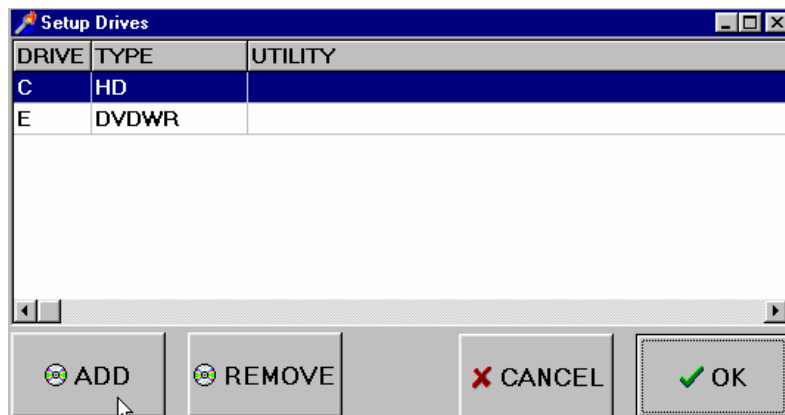 Setup Drives
DRIVE TYPE UTILITY
C HD
E DVDWR
ADD REMOVE CANCEL OK